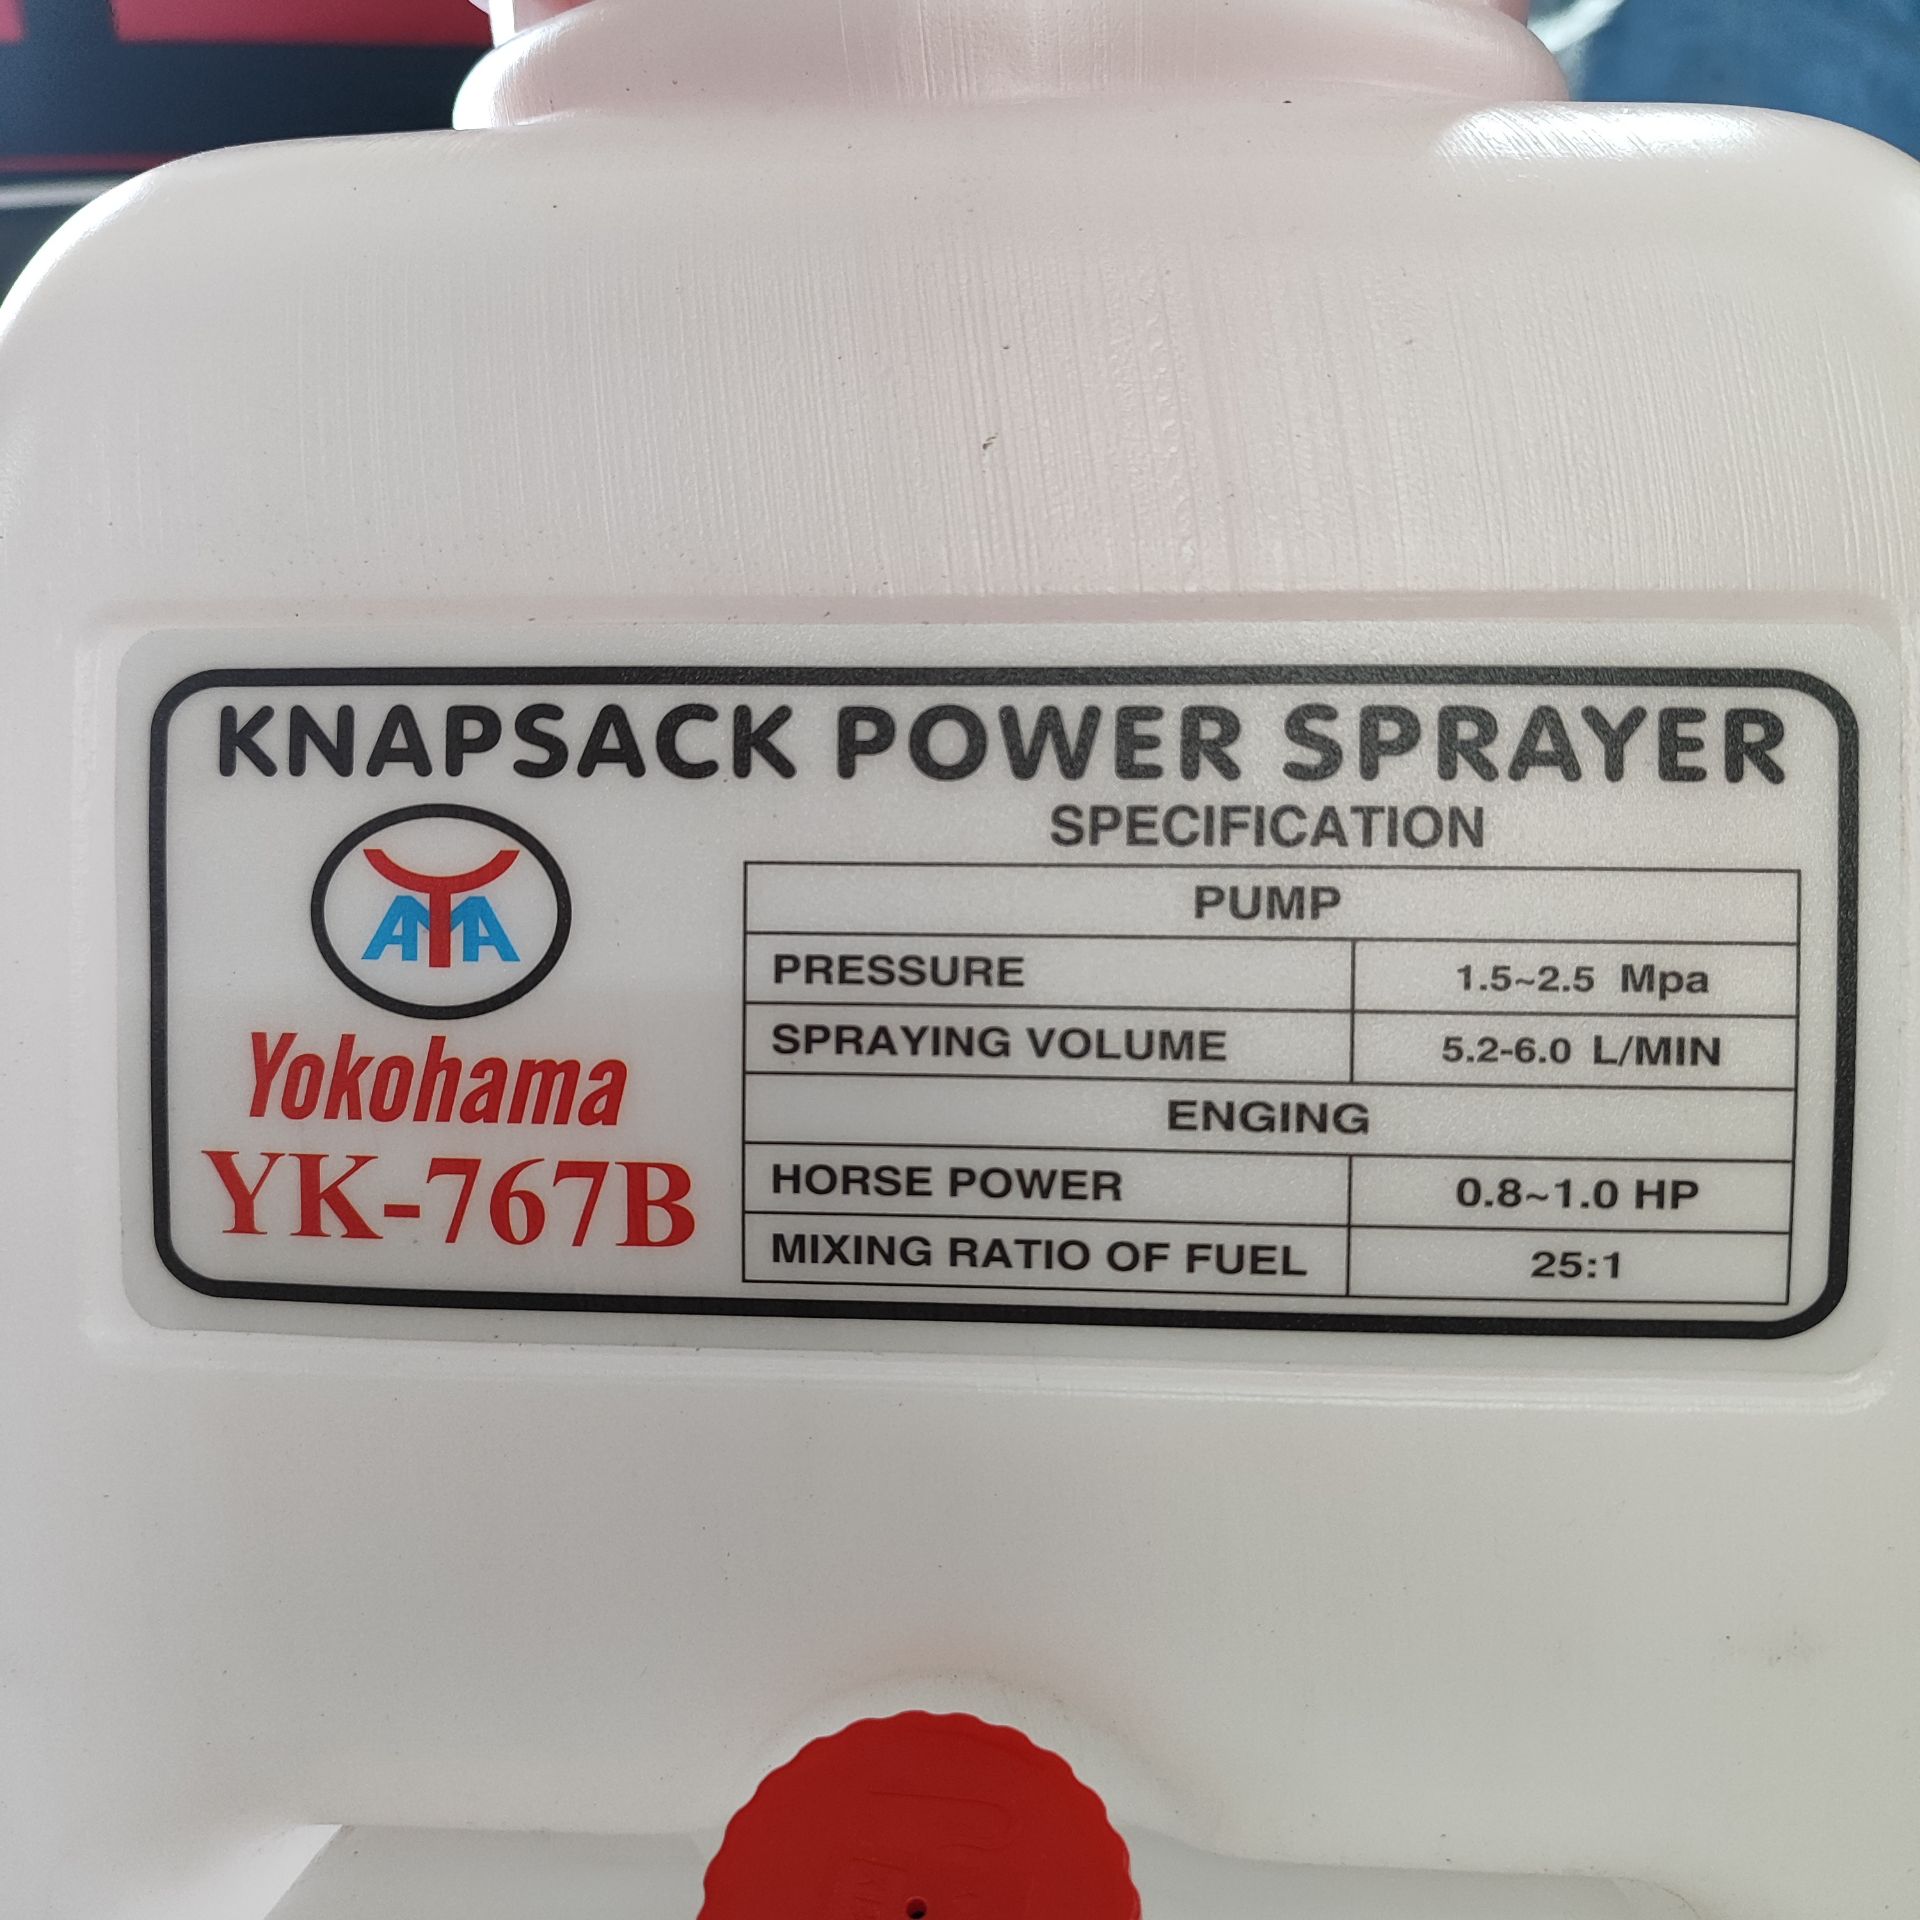 KNAPSACK POWER SPRAYER
YAMA
Yokohama
YK-767B
SPECIFICATION
PUMP
PRESSURE 1.5~2.5 Mpa
SPRAYING VOLUME 5.2-6.0 L/MIN
ENGING
HORSE POWER 0.8~1.0 HP
MIXING RATIO OF FUEL 25:1